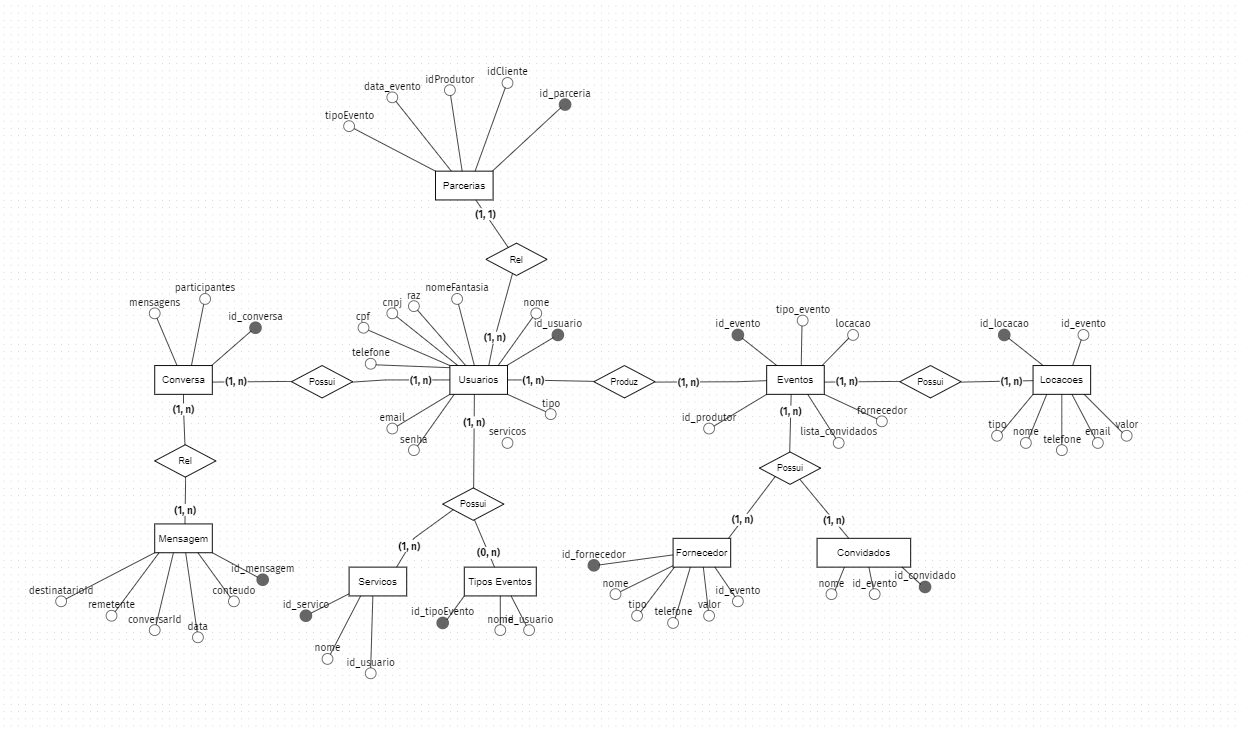 idCliente
idProdutor
data_evento
id_parceria
tipoEvento
Parcerias
(1, 1)
Rel
participantes
nomeFantasia
raz
mensagens
cnpj
nome
id_conversa
cpf
id_usuario
(1, n)
telefone
tipo_evento
id_evento
locacao
id_locacao
id_evento
Conversa
(1, n)
Possui
(1, n)
Usuarios
(1, n)
Produz
(1, n)
Eventos
(1, n)
Possui
(1, n)
Locacoes
(1, n)
email
senha
(1, n)
servicos
tipo
id_produtor
(1, n)
lista_convidados
fornecedor
tipo
nome
telefone
email
valor
Rel
Possui
Possui
(1, n)
Mensagem
(1, n)
(0, n)
(1, n)
(1, n)
Servicos
Tipos Eventos
Fornecedor
Convidados
id_mensagem
destinatarioId
remetente
conversarId
data
conteudo
id_servico
nome
id_usuario
id_tipoEvento
nome
id_usuario
id_fornecedor
nome
tipo
telefone
valor
id_evento
nome
id_evento
id_convidado